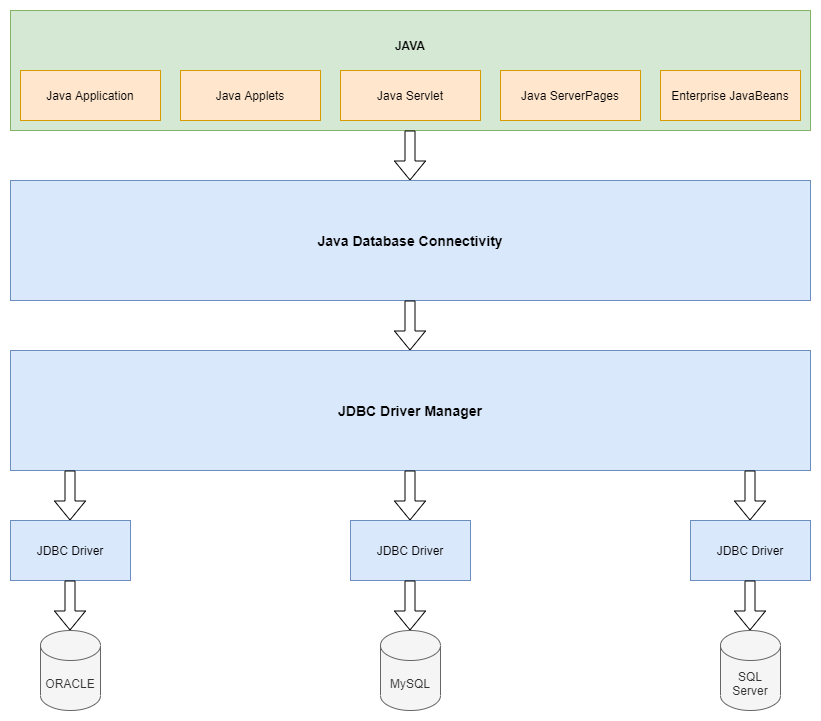 JAVA
Java Application
Java Applets
Java Servlet
Java ServerPages
Enterprise JavaBeans
Java Database Connectivity
JDBC Driver Manager
JDBC Driver
JDBC Driver
JDBC Driver
ORACLE
MySQL
SQL
Server